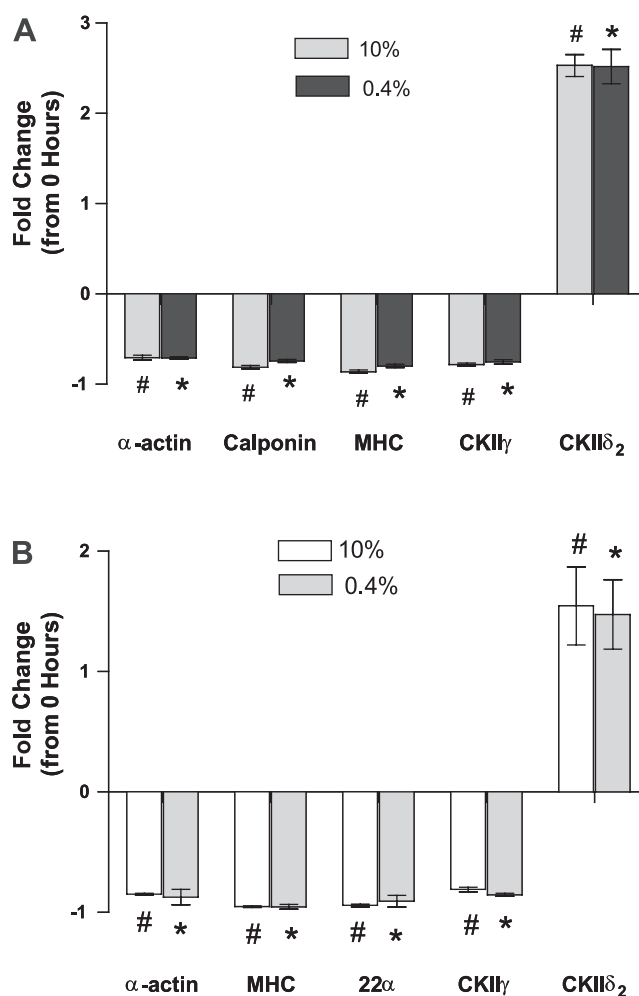 A
3
# *
10%
0.4%
2
1
0
-1
Fold Change
(from 0 Hours)
# * # * # * # *
α-actin Calponin MHC CKIIγ CKIIδ2
B
2
# *
10%
0.4%
1
0
-1
Fold Change
(from 0 Hours)
# * # * # * # *
α-actin MHC 22α CKIIγ CKIIδ2